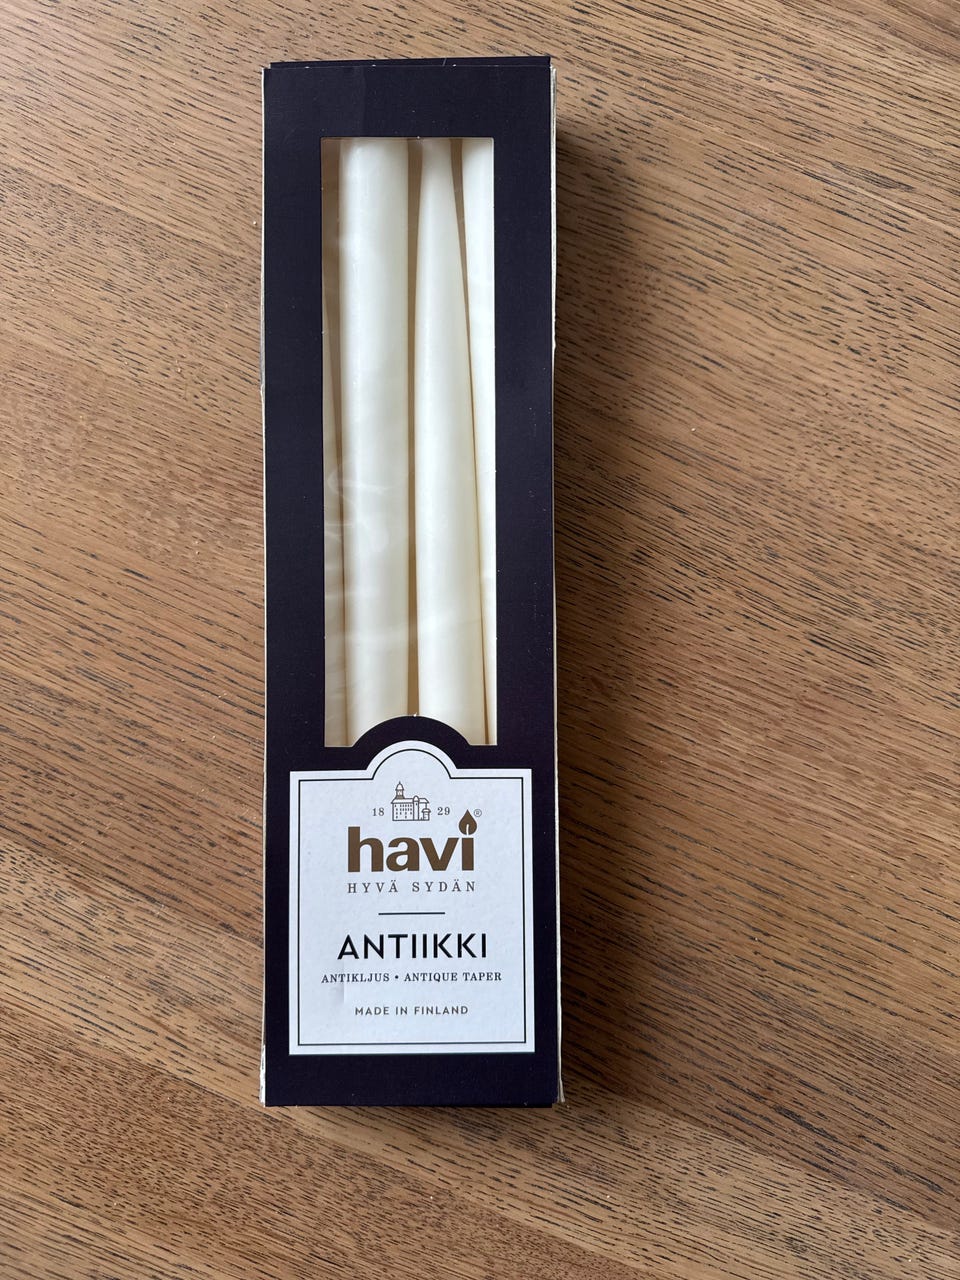 18 29
havi®
HYVÄ SYDÄN
ANTIIKKI
ANTIKLJUS • ANTIQUE TAPER
MADE IN FINLAND